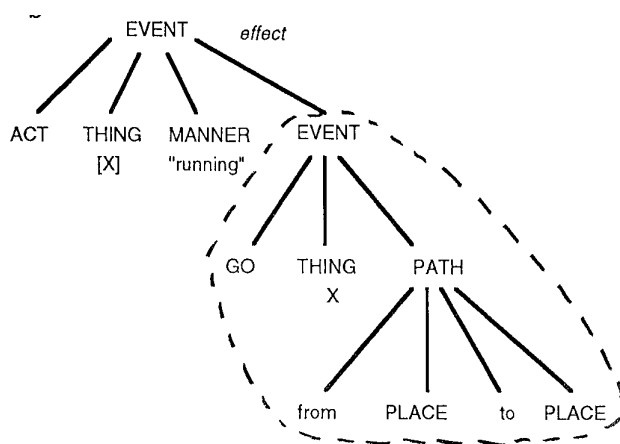 EVENT effect
ACT THING MANNER EVENT
[X] "running"
GO THING PATH
X
from PLACE to PLACE